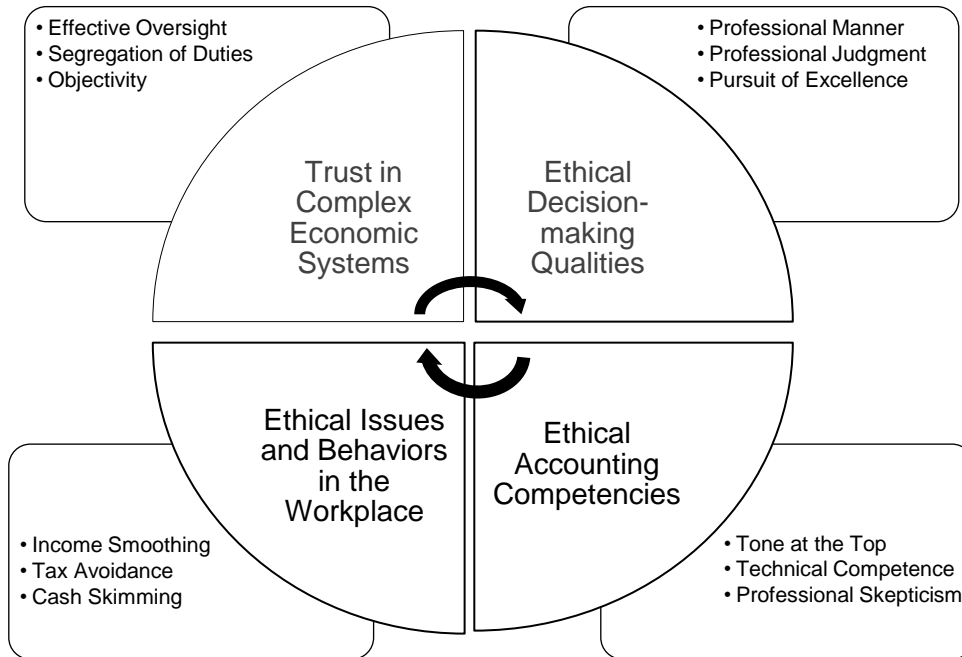 • Effective Oversight
• Segregation of Duties
• Objectivity
• Professional Manner
• Professional Judgment
• Pursuit of Excellence
Trust in
Complex
Economic
Systems
Ethical
Decision-
making
Qualities
Ethical Issues
and Behaviors
in the
Workplace
Ethical
Accounting
Competencies
• Income Smoothing
• Tax Avoidance
• Cash Skimming
• Tone at the Top
• Technical Competence
• Professional Skepticism